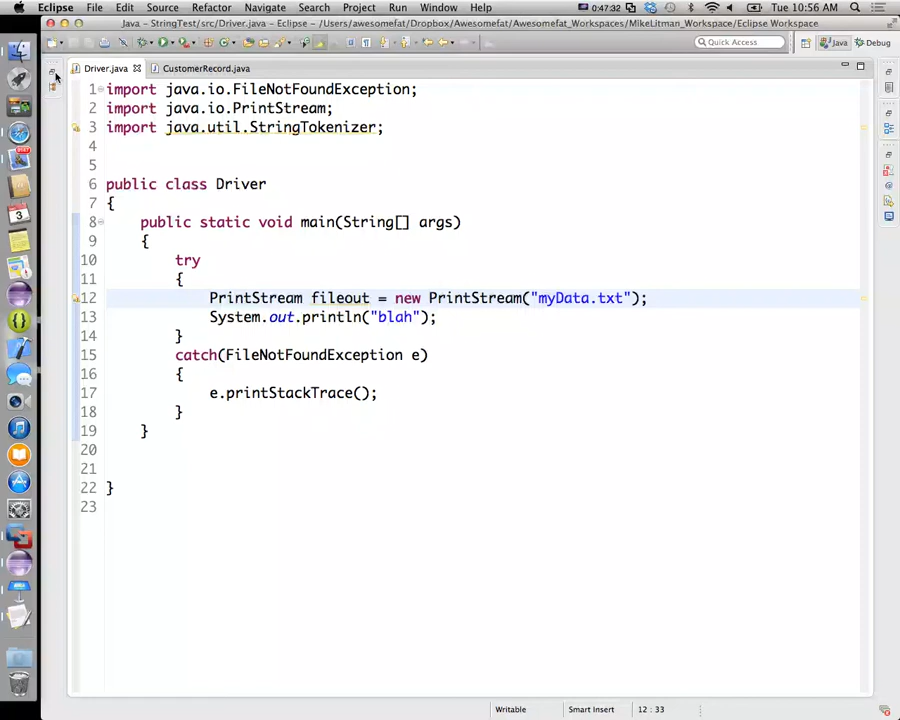 Eclipse File Edit Source Refactor Navigate Search Project Run Window Help 0:47:32 Tue 10:56 AM
Java - StringTest/src/Driver.java - Eclipse - /Users/awesomefat/Dropbox/Awesomefat_Workspaces/MikeLitman_Workspace/Eclipse Workspace
Quick Access Java Debug
Driver.java CustomerRecord.java
1 import java.io.FileNotFoundException;
2 import java.io.PrintStream;
3 import java.util.StringTokenizer;
4
5
6 public class Driver
7 {
8 public static void main(String[] args)
9 {
10 try
11 {
12 PrintStream fileout = new PrintStream("myData.txt");
13 System.out.println("blah");
14 }
15 catch(FileNotFoundException e)
16 {
17 e.printStackTrace();
18 }
19 }
20
21
22 }
23
Writable Smart Insert 12 : 33